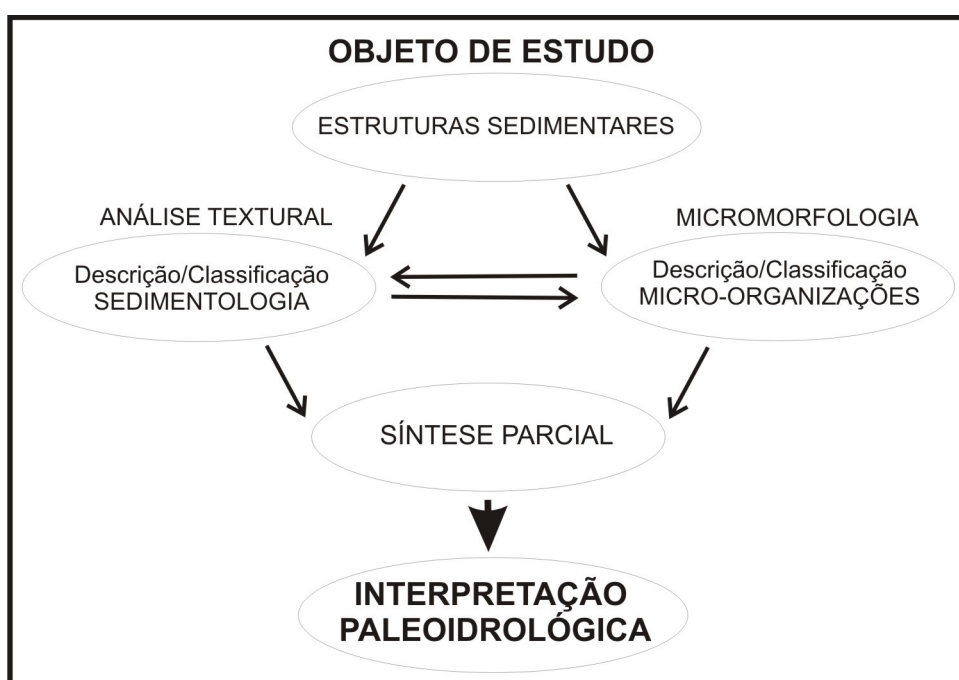 OBJETO DE ESTUDO
ESTRUTURAS SEDIMENTARES
ANÁLISE TEXTURAL
Descrição/Classificação
SEDIMENTOLOGIA
MICROMORFOLOGIA
Descrição/Classificação
MICRO-ORGANIZAÇÕES
SÍNTESE PARCIAL
INTERPRETAÇÃO
PALEOIDROLÓGICA